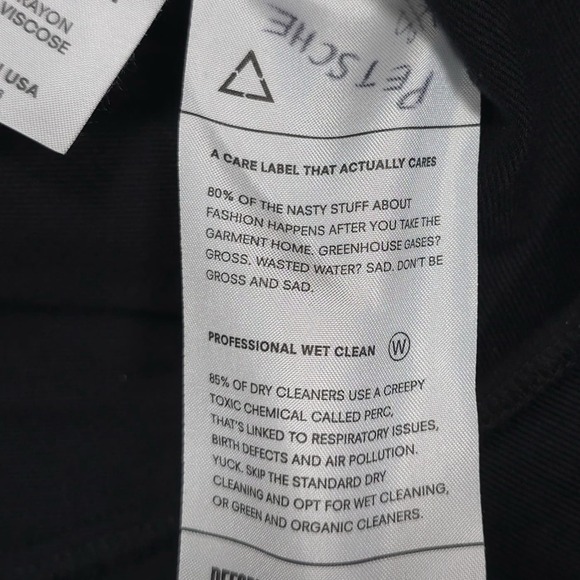 RAYON
VISCOSE
USA
PETSCHE
A CARE LABEL THAT ACTUALLY CARES
80% OF THE NASTY STUFF ABOUT
FASHION HAPPENS AFTER YOU TAKE THE
GARMENT HOME. GREENHOUSE GASES?
GROSS. WASTED WATER? SAD. DON'T BE
GROSS AND SAD.
PROFESSIONAL WET CLEAN W
85% OF DRY CLEANERS USE A CREEPY
TOXIC CHEMICAL CALLED PERC,
THAT'S LINKED TO RESPIRATORY ISSUES,
BIRTH DEFECTS AND AIR POLLUTION.
YUCK. SKIP THE STANDARD DRY
CLEANING AND OPT FOR WET CLEANING,
OR GREEN AND ORGANIC CLEANERS.